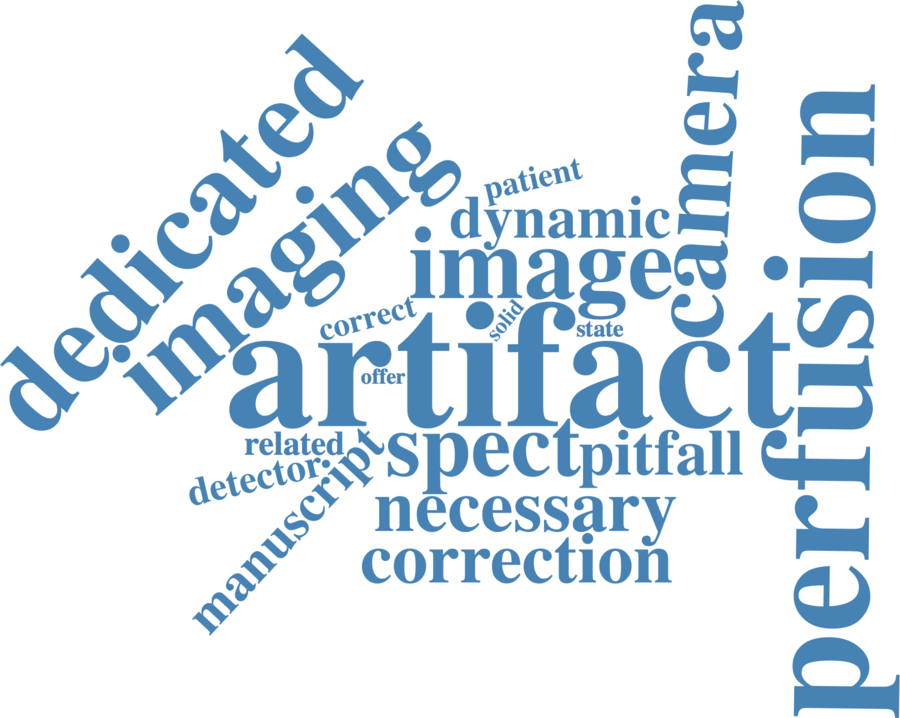 camera
dedicated
perfusion
imaging
patient
dynamic
image
correct
solid
state
artifact
offer
related
spect
pitfall
detector
manuscript
necessary
correction